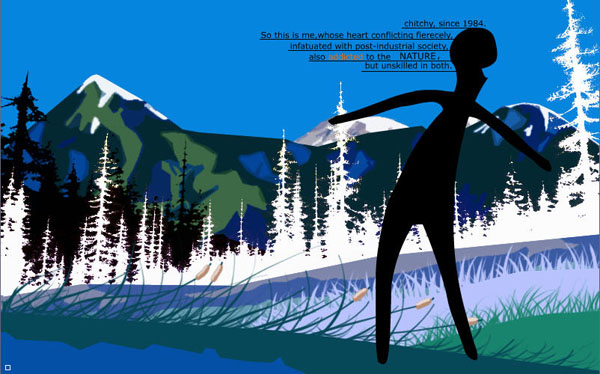 chitchy, since 1984.
So this is me,whose heart conflicting fierecely,
infatuated with post-industrial society,
also to the NATURE,
but unskilled in both.